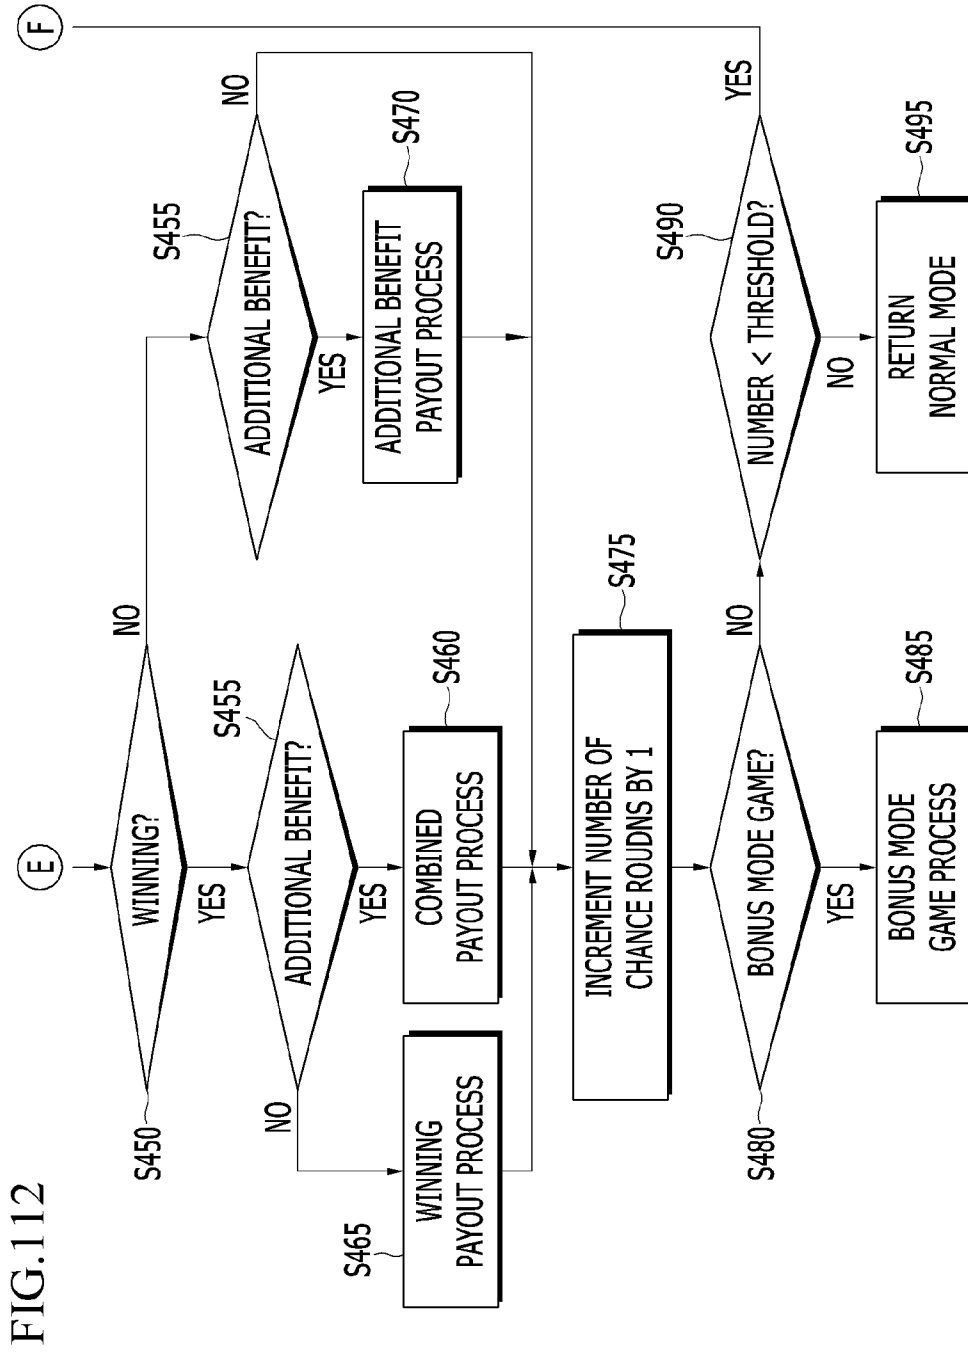 FIG.112
E
F
WINNING?
S450
NO
YES
ADDITIONAL BENEFIT?
S455
NO
YES
ADDITIONAL BENEFIT?
S455
NO
YES
WINNING
PAYOUT PROCESS
S465
COMBINED
PAYOUT PROCESS
S460
ADDITIONAL BENEFIT
PAYOUT PROCESS
S470
INCREMENT NUMBER OF
CHANCE ROUDNS BY 1
S475
BONUS MODE GAME?
S480
NO
YES
NUMBER < THRESHOLD?
S490
YES
NO
BONUS MODE
GAME PROCESS
S485
RETURN
NORMAL MODE
S495